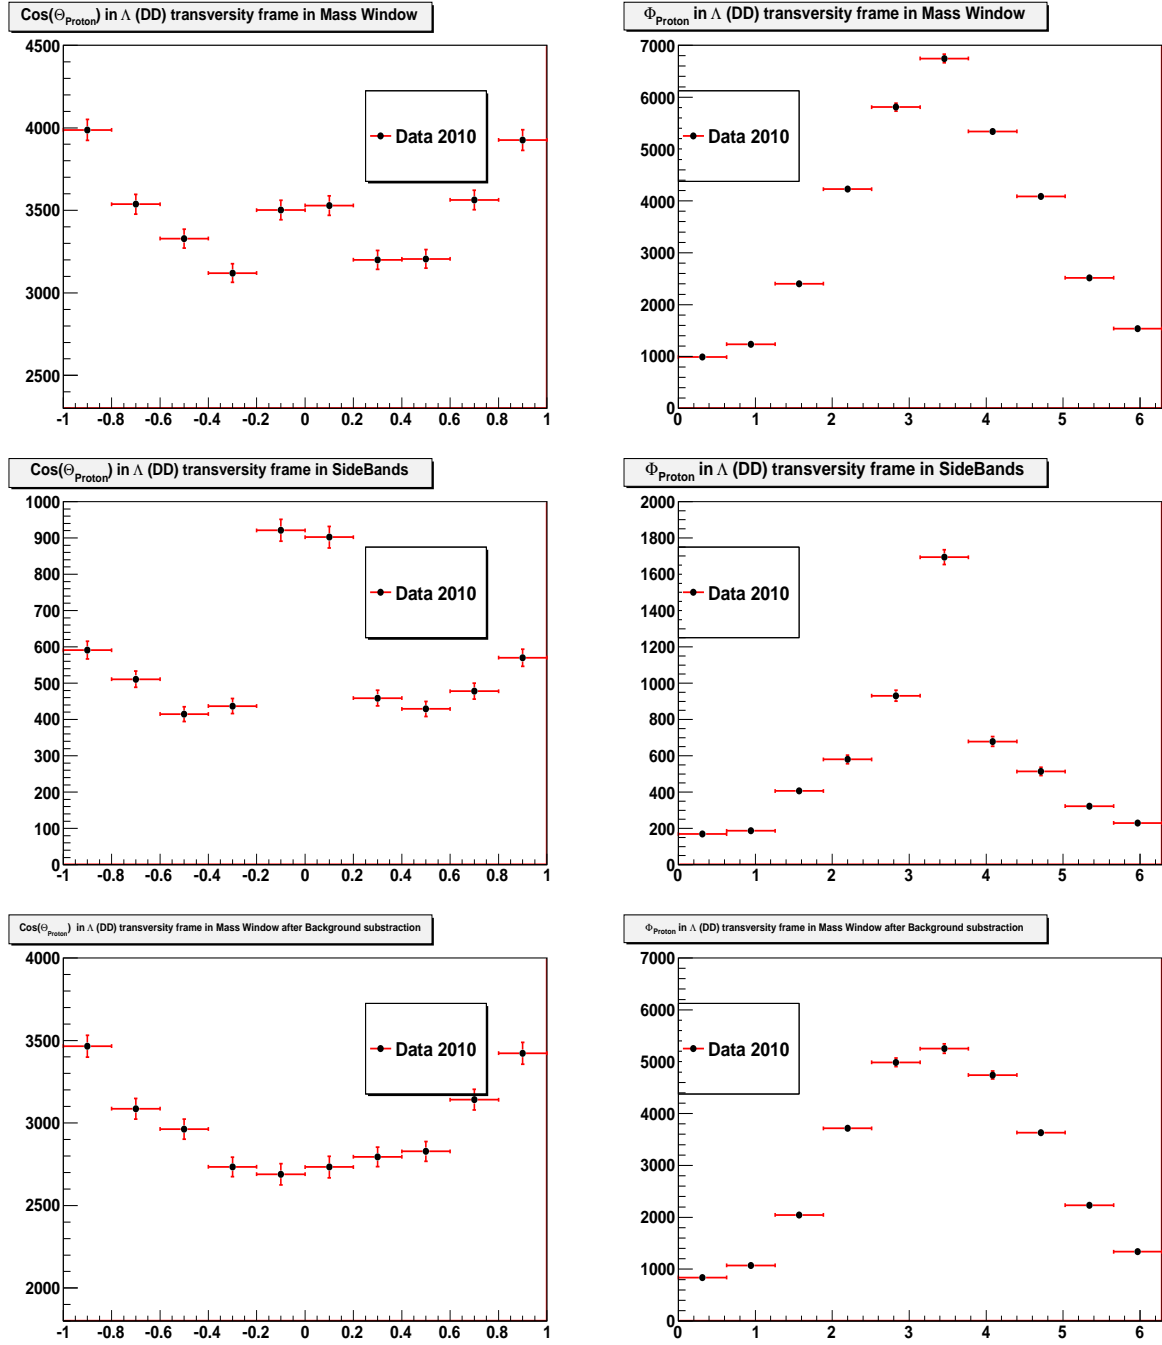 Cos(Θ_Proton) in Λ (DD) transversity frame in Mass Window
4500
4000
3500
3000
2500
-1 -0.8 -0.6 -0.4 -0.2 0 0.2 0.4 0.6 0.8 1
Data 2010
Φ_Proton in Λ (DD) transversity frame in Mass Window
7000
6000
5000
4000
3000
2000
1000
0
0 1 2 3 4 5 6
Data 2010
Cos(Θ_Proton) in Λ (DD) transversity frame in SideBands
1000
900
800
700
600
500
400
300
200
100
0
-1 -0.8 -0.6 -0.4 -0.2 0 0.2 0.4 0.6 0.8 1
Data 2010
Φ_Proton in Λ (DD) transversity frame in SideBands
2000
1800
1600
1400
1200
1000
800
600
400
200
0
0 1 2 3 4 5 6
Data 2010
Cos(Θ_Proton) in Λ (DD) transversity frame in Mass Window after Background substraction
4000
3500
3000
2500
2000
-1 -0.8 -0.6 -0.4 -0.2 0 0.2 0.4 0.6 0.8 1
Data 2010
Φ_Proton in Λ (DD) transversity frame in Mass Window after Background substraction
7000
6000
5000
4000
3000
2000
1000
0
0 1 2 3 4 5 6
Data 2010